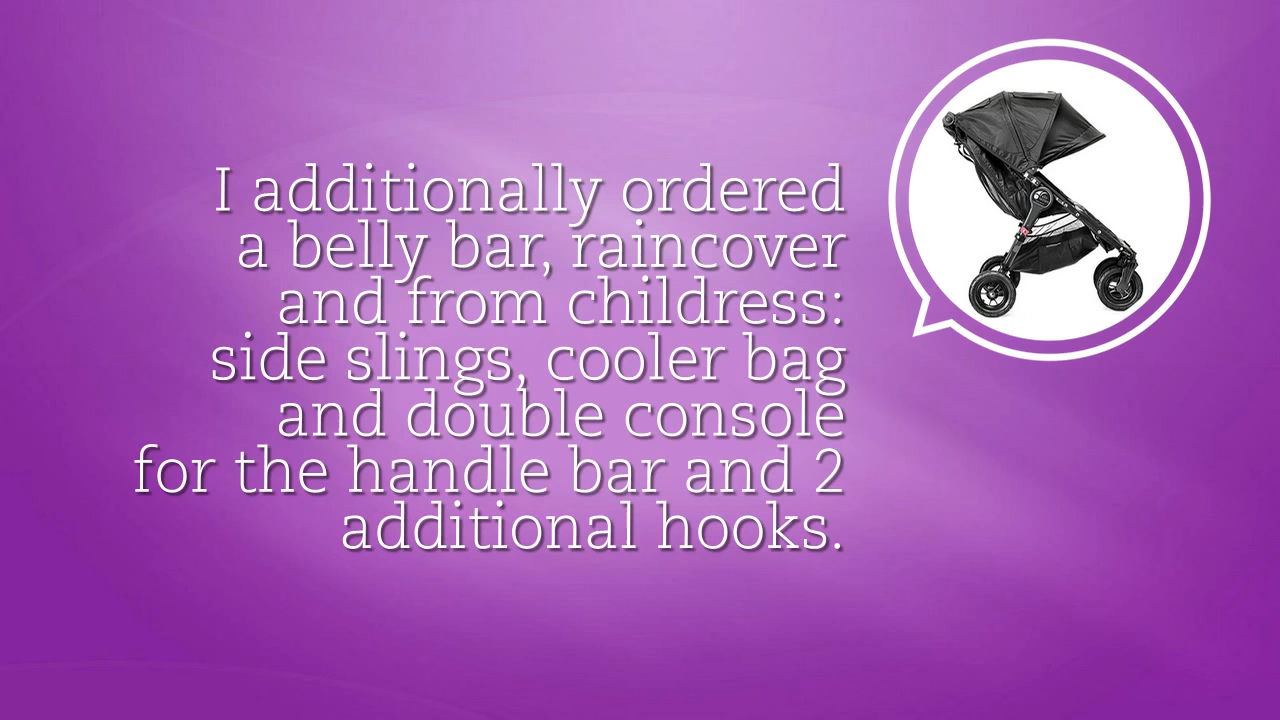 I additionally ordered
a belly bar, raincover
and from childress:
side slings, cooler bag
and double console
for the handle bar and 2
additional hooks.